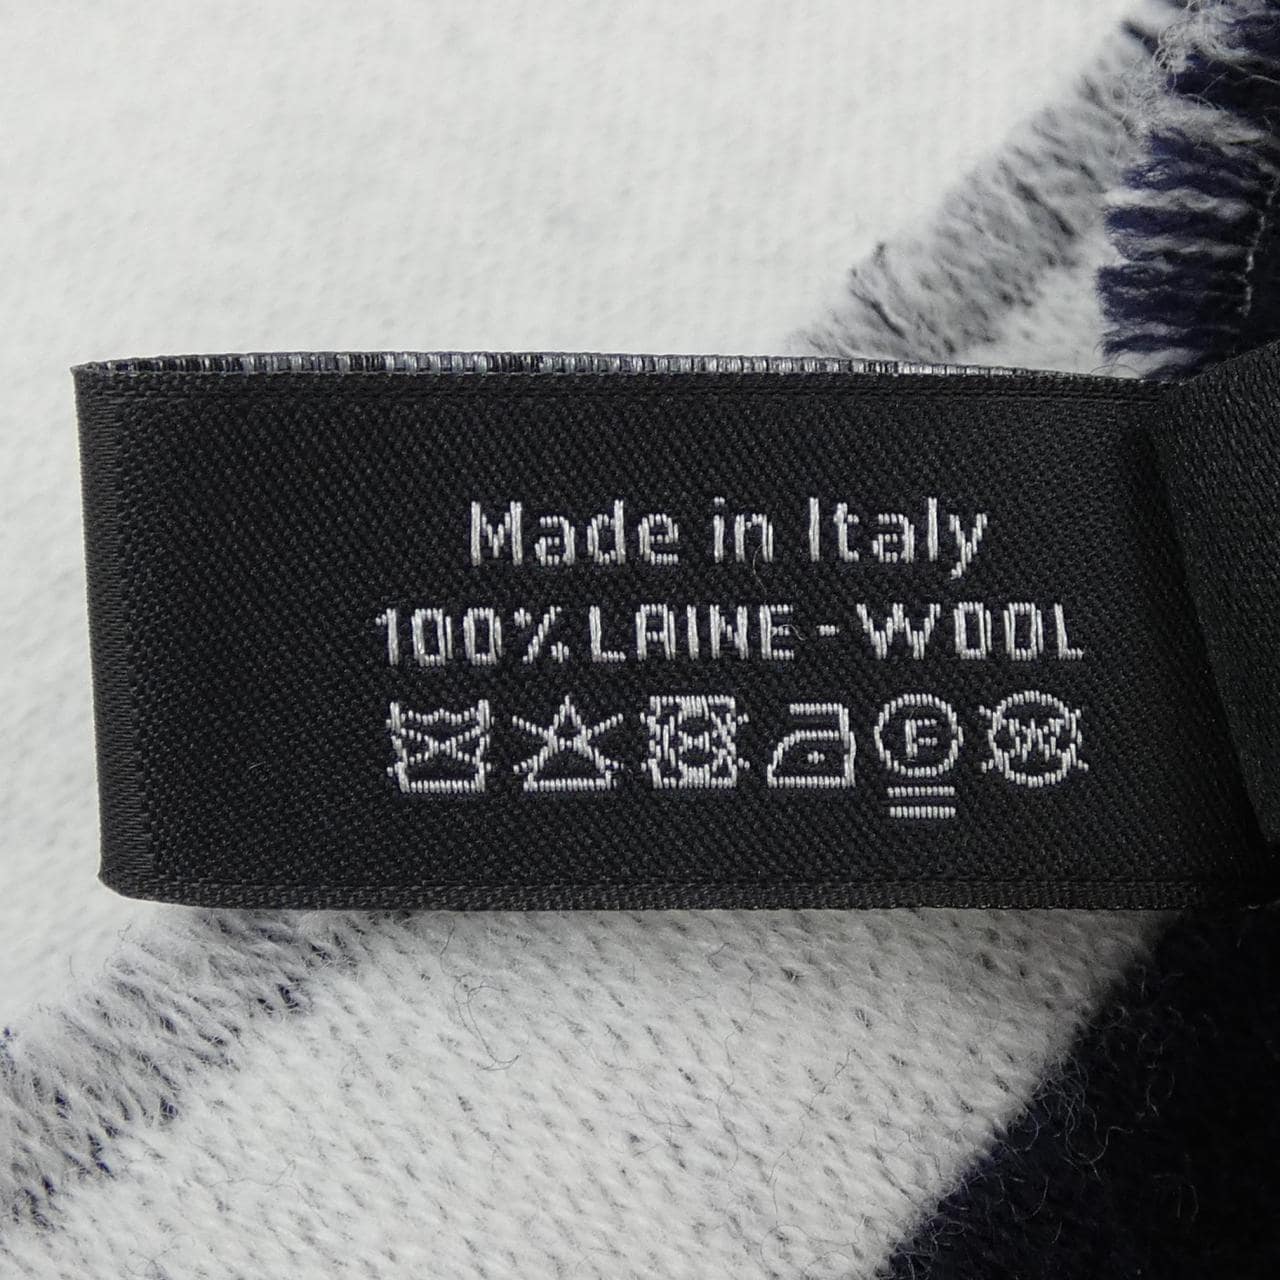 Made in Italy
100% LAINE - WOOL
F W